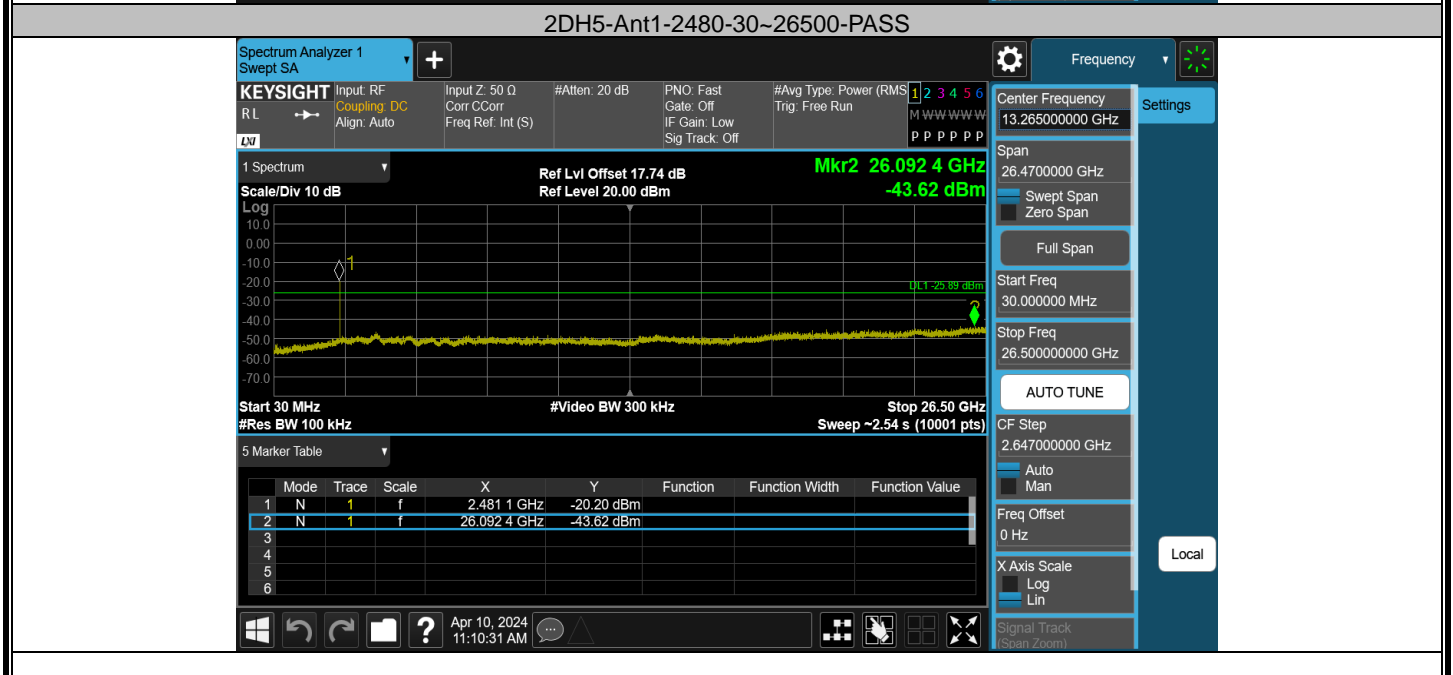 2DH5-Ant1-2480-30~26500-PASS
Spectrum Analyzer 1
Swept SA
+
Frequency
KEYSIGHT
RL
LXI
Input: RF
Coupling: DC
Align: Auto
Input Z: 50 Ω
Corr CCorr
Freq Ref: Int (S)
#Atten: 20 dB
PNO: Fast
Gate: Off
IF Gain: Low
Sig Track: Off
#Avg Type: Power (RMS
Trig: Free Run
1 2 3 4 5 6
M W W W W W
P P P P P P
1 Spectrum
Scale/Div 10 dB
Ref Lvl Offset 17.74 dB
Ref Level 20.00 dBm
Mkr2 26.092 4 GHz
-43.62 dBm
Log
10.0
0.00
-10.0
-20.0
-30.0
-40.0
-50.0
-60.0
-70.0
1
DL1 -25.89 dBm
2
Start 30 MHz
#Video BW 300 kHz
Stop 26.50 GHz
#Res BW 100 kHz
Sweep ~2.54 s (10001 pts)
5 Marker Table
Mode Trace Scale X Y Function Function Width Function Value
1 N 1 f 2.481 1 GHz -20.20 dBm
2 N 1 f 26.092 4 GHz -43.62 dBm
3
4
5
6
Center Frequency
13.265000000 GHz
Settings
Span
26.4700000 GHz
Swept Span
Zero Span
Full Span
Start Freq
30.000000 MHz
Stop Freq
26.500000000 GHz
AUTO TUNE
CF Step
2.647000000 GHz
Auto
Man
Freq Offset
0 Hz
X Axis Scale
Log
Lin
Signal Track
(Span Zoom)
Local
?
Apr 10, 2024
11:10:31 AM